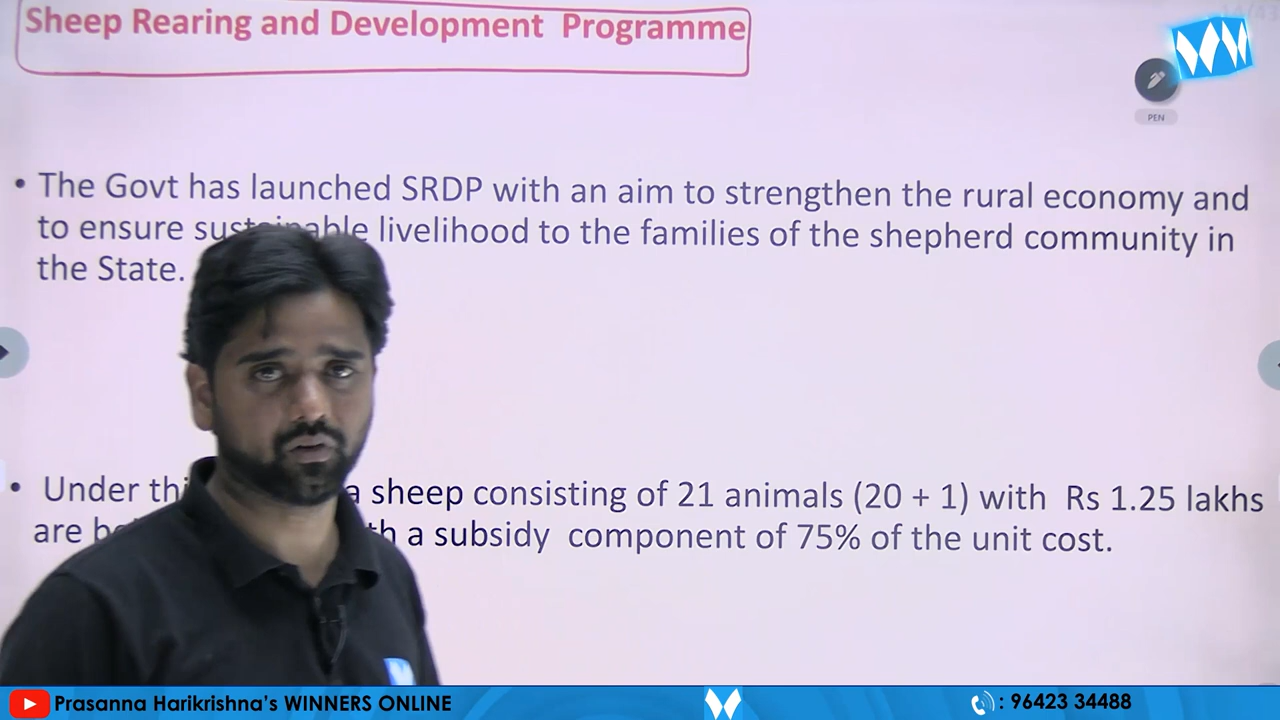 Sheep Rearing and Development Programme
PEN
• The Govt has launched SRDP with an aim to strengthen the rural economy and
to ensure sustainable livelihood to the families of the shepherd community in
the State.
• Under a sheep consisting of 21 animals (20 + 1) with Rs 1.25 lakhs
are a subsidy component of 75% of the unit cost.
Prasanna Harikrishna's WINNERS ONLINE
: 96423 34488